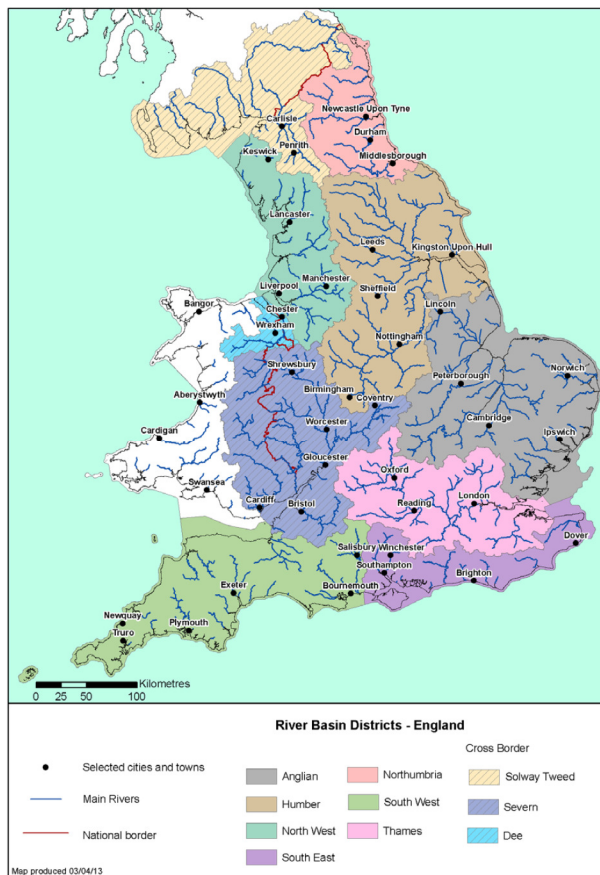 Newcastle Upon Tyne
Carlisle
Durham
Penrith
Keswick
Middlesborough
Lancaster
Leeds
Kingston Upon Hull
Liverpool
Manchester
Sheffield
Bangor
Chester
Lincoln
Wrexham
Nottingham
Shrewsbury
Norwich
Peterborough
Birmingham
Coventry
Aberystwyth
Worcester
Cambridge
Cardigan
Ipswich
Gloucester
Oxford
Swansea
Cardiff
Bristol
Reading
London
Dover
Salisbury Winchester
Southampton
Brighton
Exeter
Bournemouth
Newquay
Plymouth
Truro
Kilometres
0 25 50 100
River Basin Districts - England
Cross Border
Selected cities and towns
Anglian
Northumbria
Solway Tweed
Main Rivers
Humber
South West
Severn
National border
North West
Thames
Dee
South East
Map produced 03/04/13